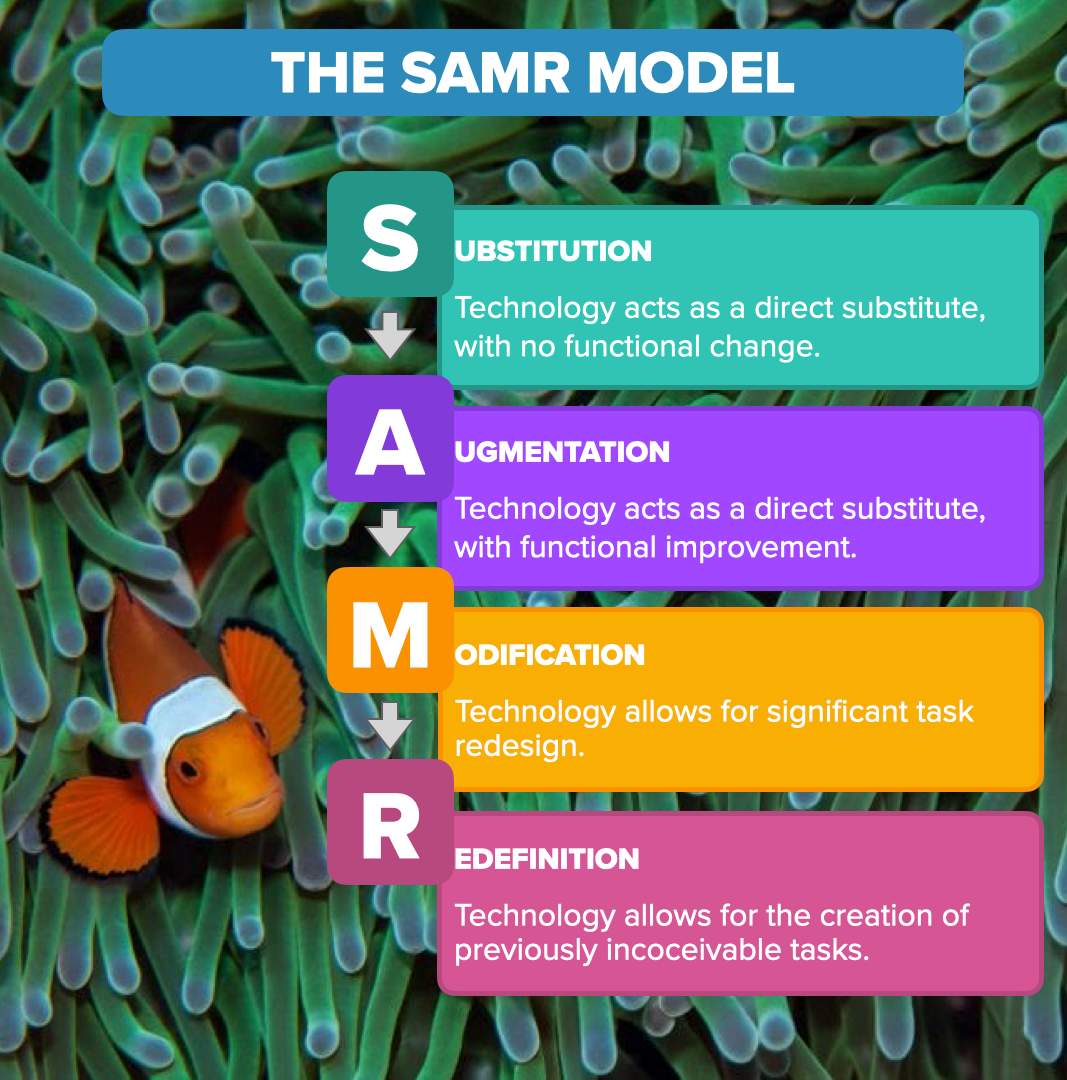 THE SAMR MODEL
SUBSTITUTION
Technology acts as a direct substitute,
with no functional change.
AUGMENTATION
Technology acts as a direct substitute,
with functional improvement.
MODIFICATION
Technology allows for significant task
redesign.
REDEFINITION
Technology allows for the creation of
previously incoceivable tasks.